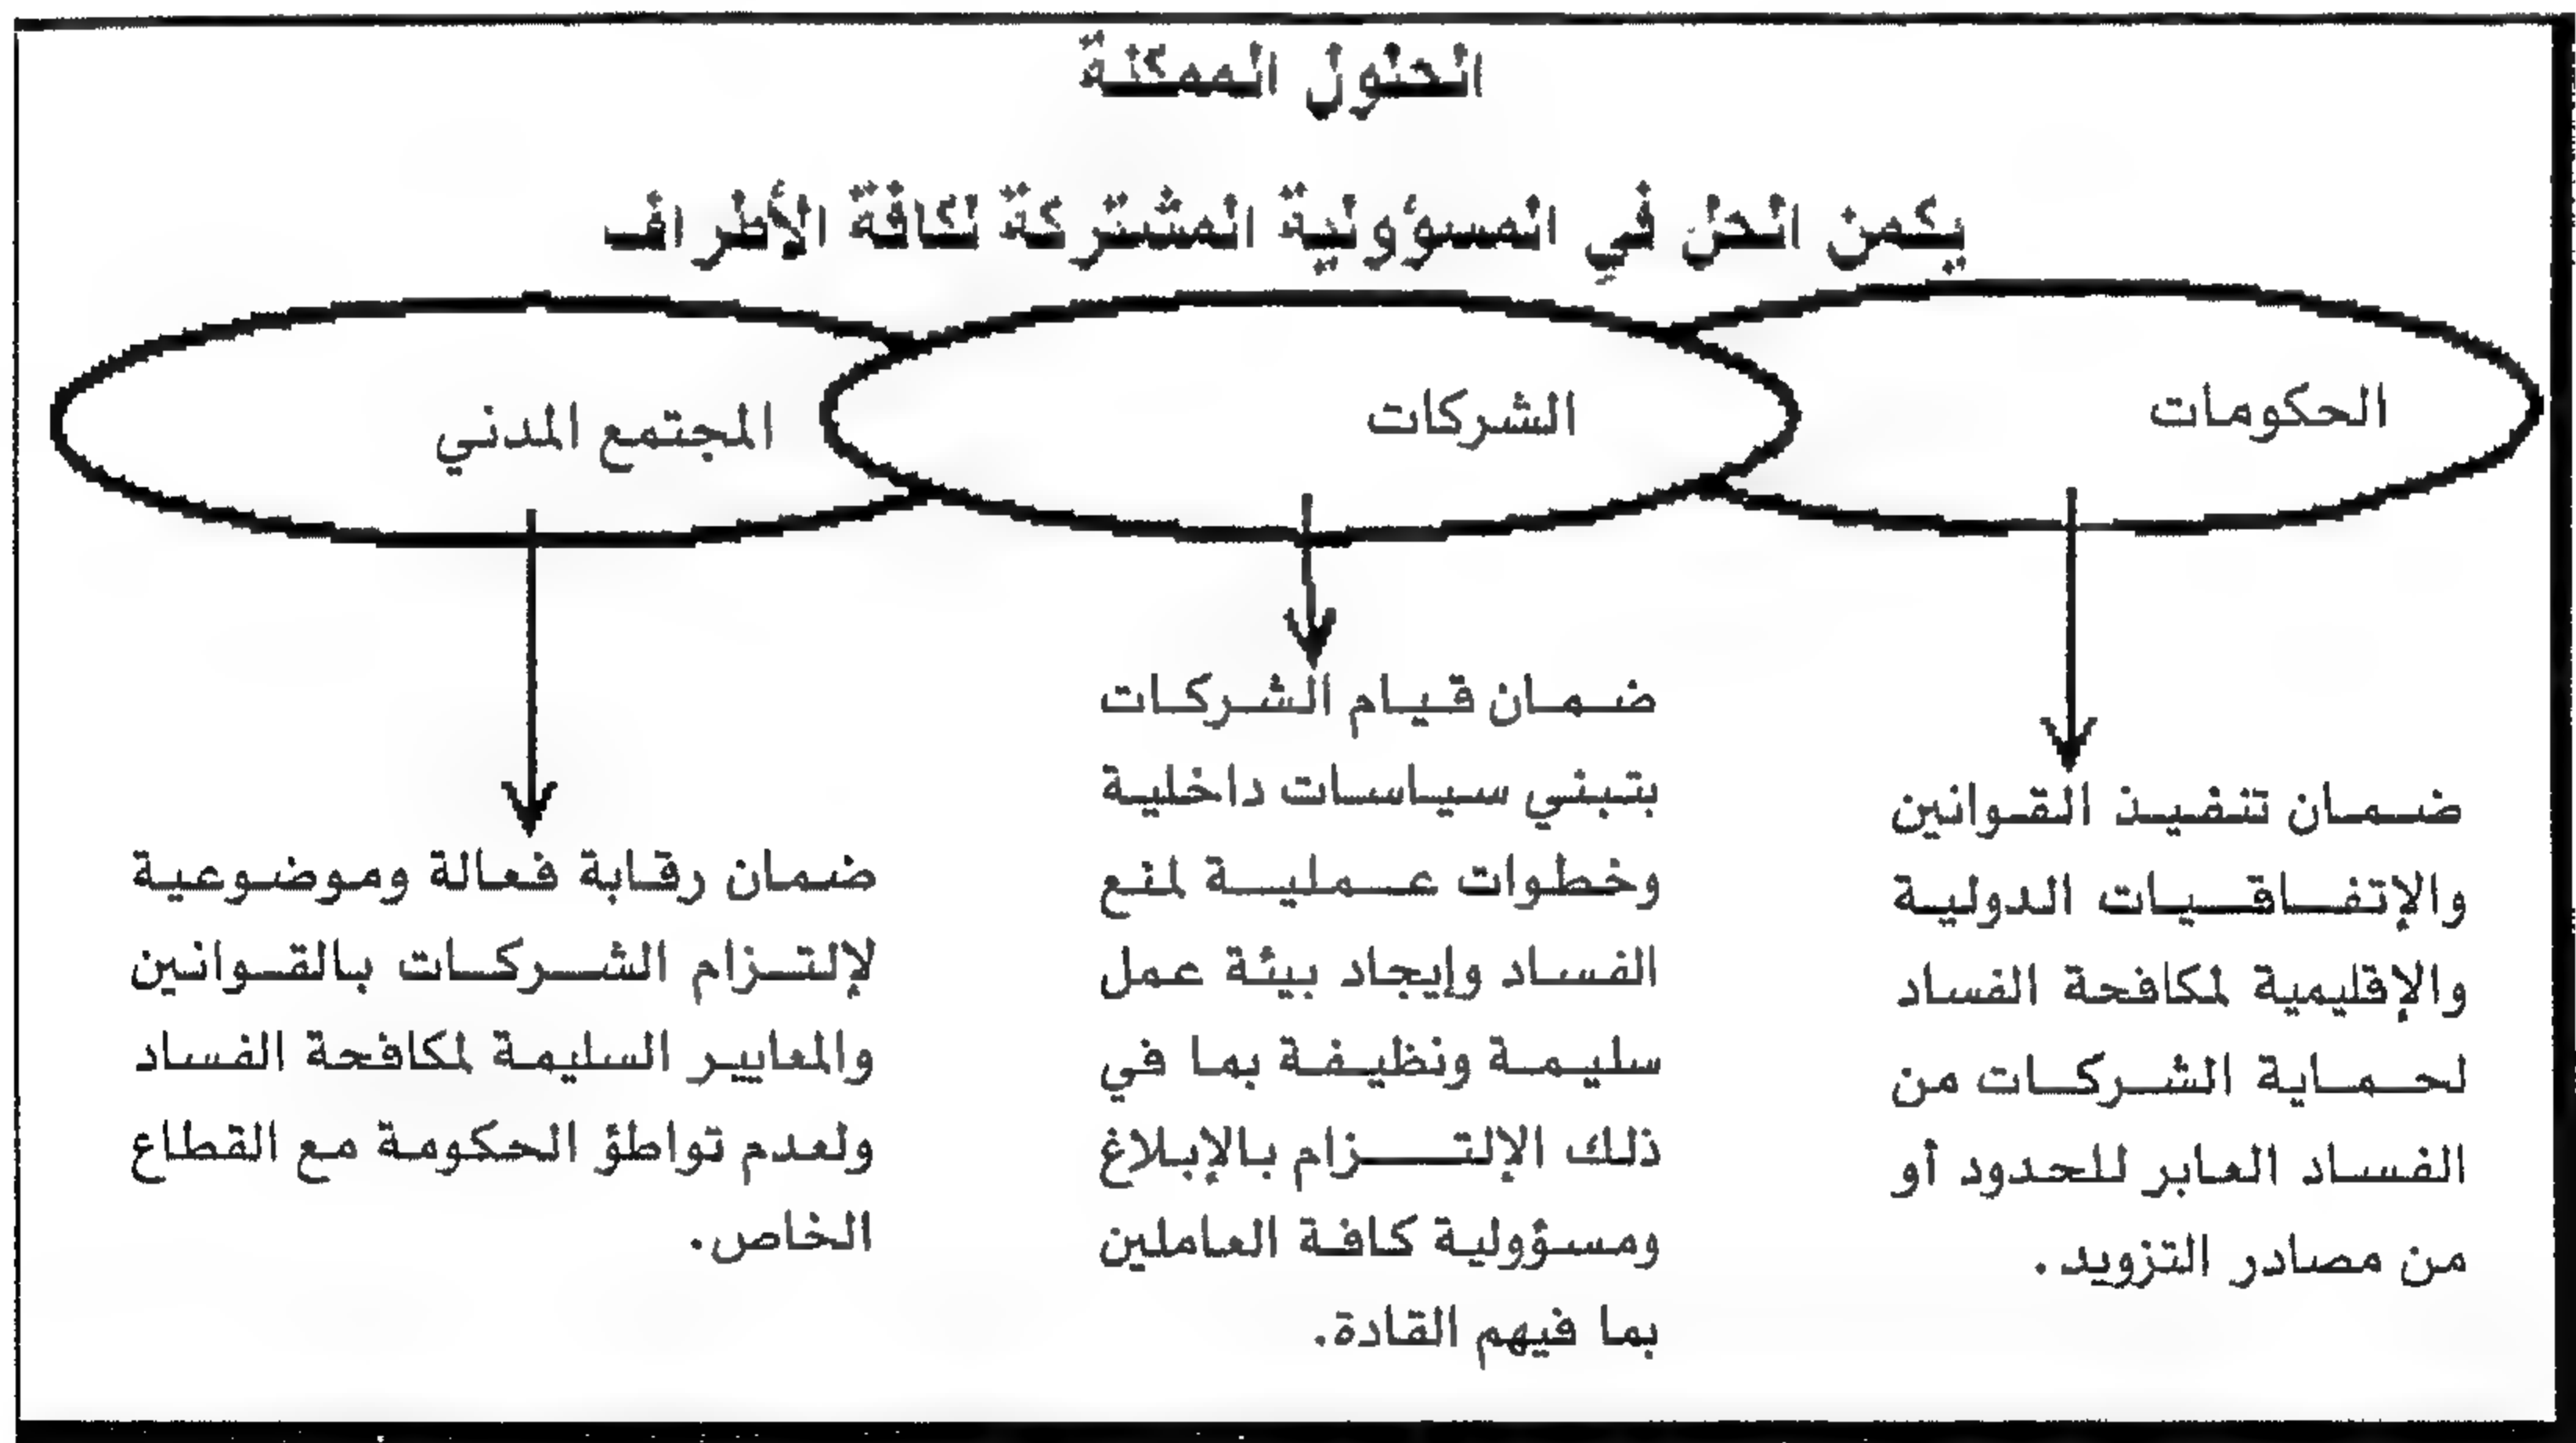 الحلول الممكنة
يكمن الحل في المسؤولية المشتركة لكافة الأطراف
الحكومات
الشركات
المجتمع المدني
ضمان تنفيذ القوانين
والإتفاقيات الدولية
والإقليمية لمكافحة الفساد
لحماية الشركات من
الفساد العابر للحدود أو
من مصادر التزويد.
ضمان قيام الشركات
بتبني سياسات داخلية
وخطوات عملية لمنع
الفساد وإيجاد بيئة عمل
سليمة ونظيفة بما في
ذلك الإلتزام بالإبلاغ
ومسؤولية كافة العاملين
بما فيهم القادة.
ضمان رقابة فعالة وموضوعية
لإلتزام الشركات بالقوانين
والمعايير السليمة لمكافحة الفساد
ولعدم تواطؤ الحكومة مع القطاع
الخاص.